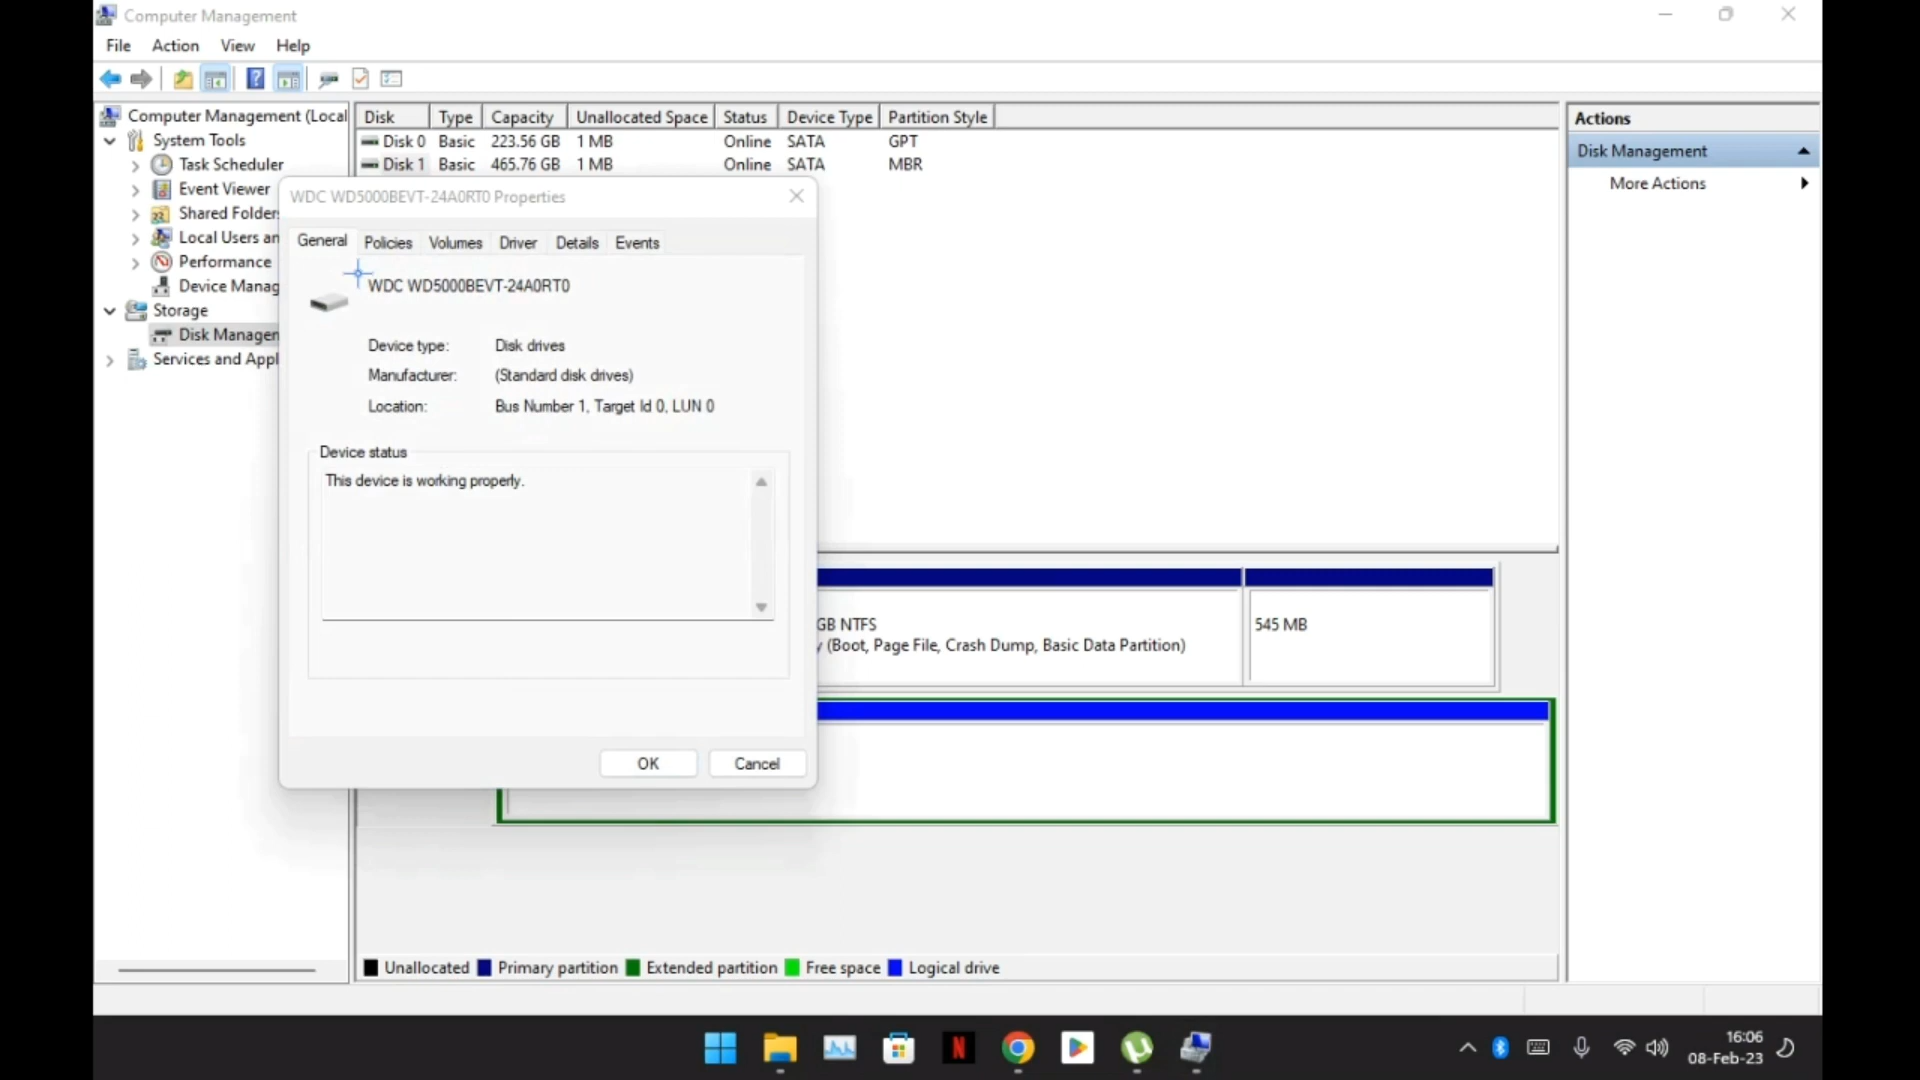 Computer Management
File Action View Help
Computer Management (Local
System Tools
Task Scheduler
Event Viewer
Shared Folder
Local Users an
Performance
Device Manag
Storage
Disk Managen
Services and Appl
Disk Type Capacity Unallocated Space Status Device Type Partition Style
Disk 0 Basic 223.56 GB 1 MB Online SATA GPT
Disk 1 Basic 465.76 GB 1 MB Online SATA MBR
WDC WD5000BEVT-24A0RT0 Properties
General Policies Volumes Driver Details Events
WDC WD5000BEVT-24A0RT0
Device type: Disk drives
Manufacturer: (Standard disk drives)
Location: Bus Number 1, Target Id 0, LUN 0
Device status
This device is working properly.
OK Cancel
GB NTFS
y (Boot, Page File, Crash Dump, Basic Data Partition)
545 MB
Unallocated Primary partition Extended partition Free space Logical drive
Actions
Disk Management
More Actions
16:06
08-Feb-23